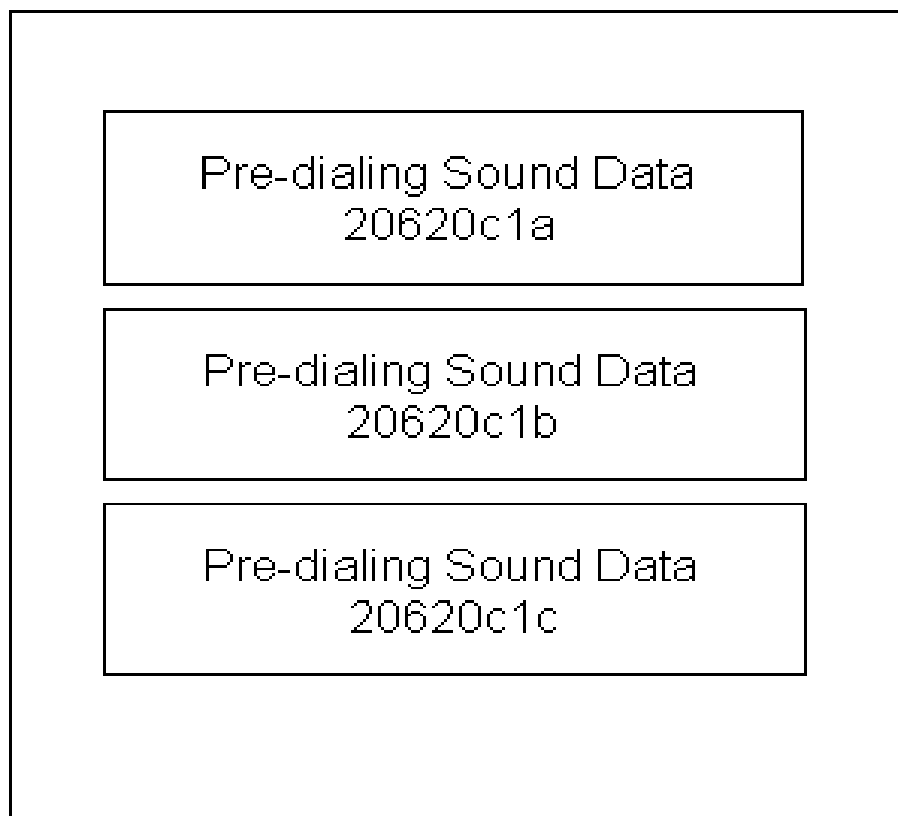 Pre-dialing Sound Data
20620c1a
Pre-dialing Sound Data
20620c1b
Pre-dialing Sound Data
20620c1c